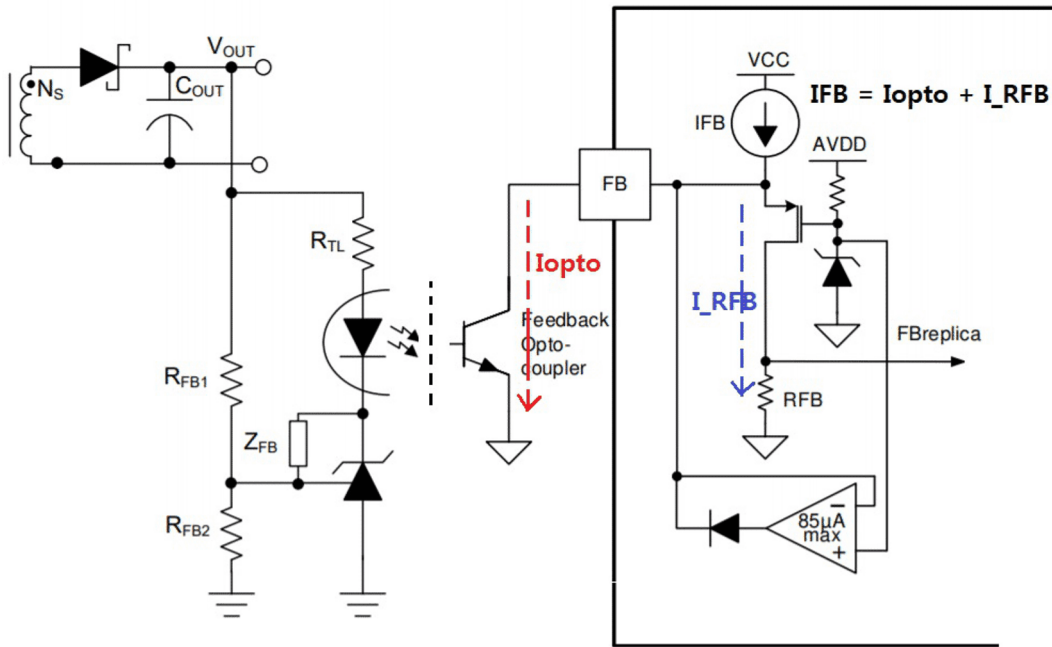 VOUT
NS
COUT
VCC
IFB = Iopto + I_RFB
IFB
AVDD
FB
RTL
Iopto
I_RFB
Feedback
Opto-
coupler
FBreplica
RFB1
RFB
ZFB
RFB2
85µA
max
−
+